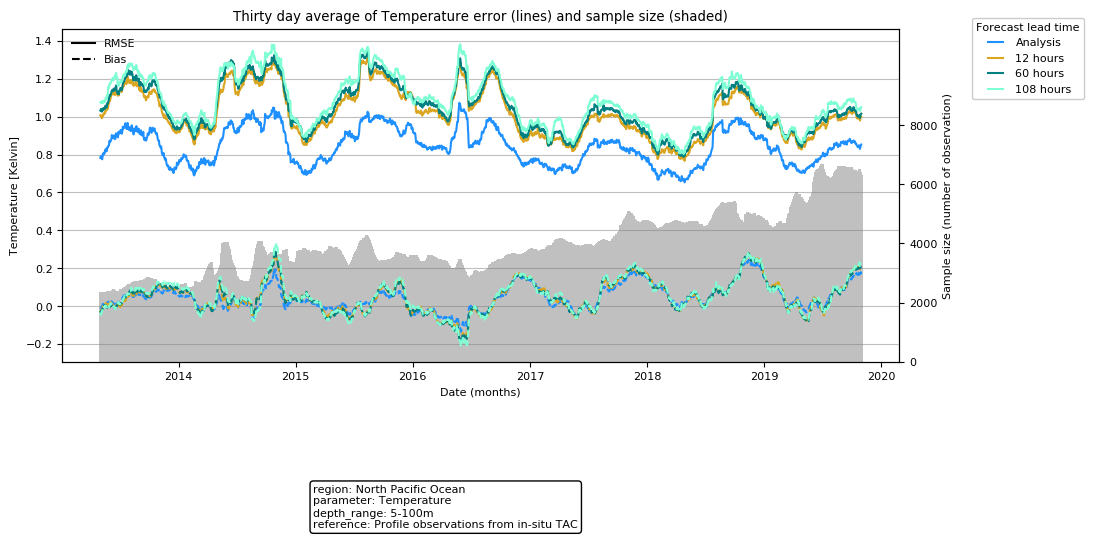 Thirty day average of Temperature error (lines) and sample size (shaded)
Forecast lead time
Analysis
12 hours
60 hours
108 hours
RMSE
Bias
1.4
1.2
1.0
0.8
0.6
0.4
0.2
0.0
−0.2
Temperature [Kelvin]
8000
6000
4000
2000
0
Sample size (number of observation)
2014
2015
2016
2017
2018
2019
2020
Date (months)
region: North Pacific Ocean
parameter: Temperature
depth_range: 5-100m
reference: Profile observations from in-situ TAC